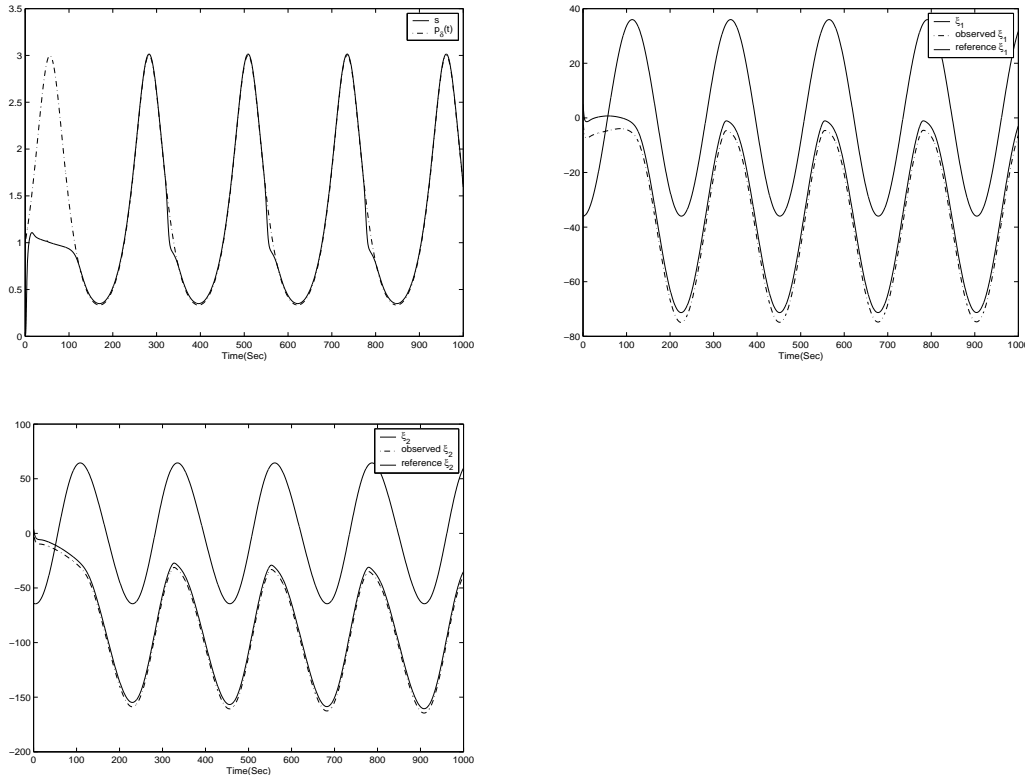 s
p_δ(t)
3.5
3
2.5
2
1.5
1
0.5
0
0 100 200 300 400 500 600 700 800 900 1000
Time(Sec)
ξ_1
observed ξ_1
reference ξ_1
40
20
0
−20
−40
−60
−80
0 100 200 300 400 500 600 700 800 900 1000
Time(Sec)
ξ_2
observed ξ_2
reference ξ_2
100
50
0
−50
−100
−150
−200
0 100 200 300 400 500 600 700 800 900 1000
Time(Sec)